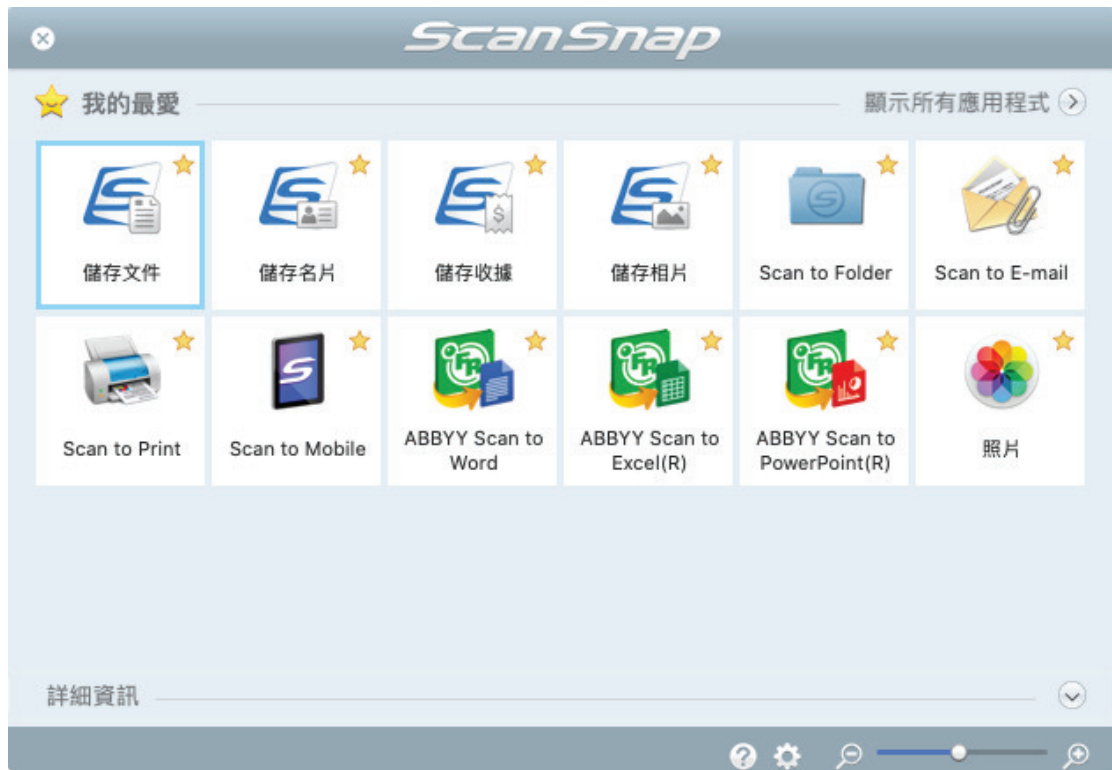 ScanSnap
我的最愛
顯示所有應用程式
儲存文件
儲存名片
儲存收據
儲存相片
Scan to Folder
Scan to E-mail
Scan to Print
Scan to Mobile
ABBYY Scan to
Word
ABBYY Scan to
Excel(R)
ABBYY Scan to
PowerPoint(R)
照片
詳細資訊